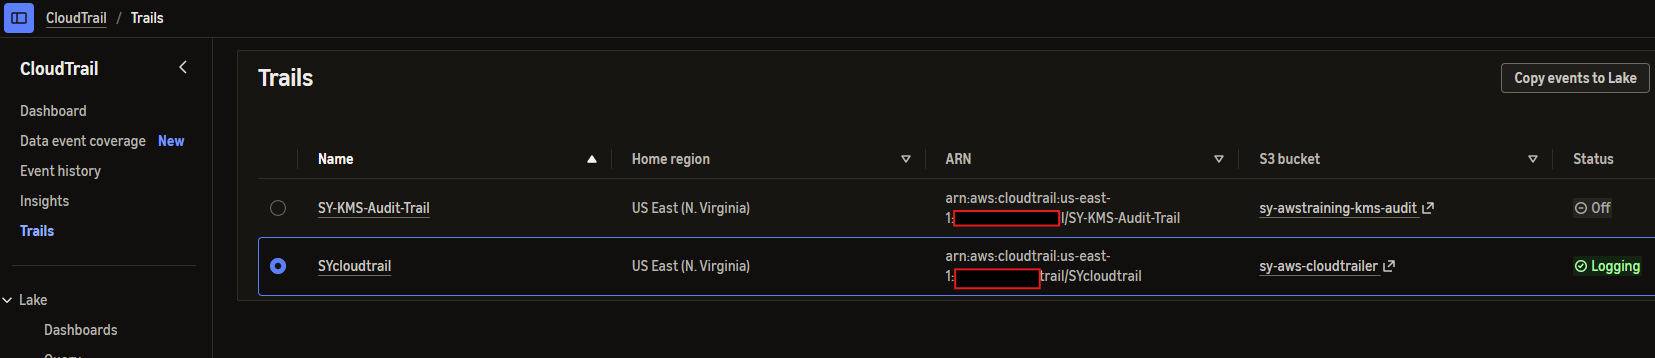 CloudTrail / Trails
CloudTrail
Dashboard
Data event coverage New
Event history
Insights
Trails
Lake
Dashboards
Trails
Copy events to Lake
Name Home region ARN S3 bucket Status
SY-KMS-Audit-Trail US East (N. Virginia) arn:aws:cloudtrail:us-east-
1: l/SY-KMS-Audit-Trail sy-awstraining-kms-audit Off
SYcloudtrail US East (N. Virginia) arn:aws:cloudtrail:us-east-
1: trail/SYcloudtrail sy-aws-cloudtrailer Logging